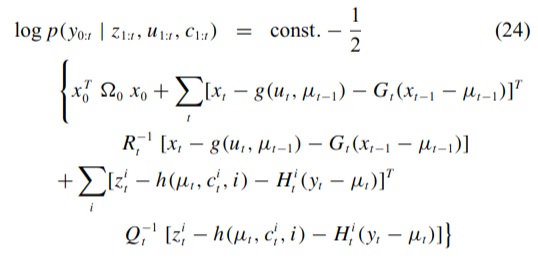 log p(y_{0:t} | z_{1:t}, u_{1:t}, c_{1:t}) = const. − \frac{1}{2} (24)
{ x_0^T Ω_0 x_0 + ∑_t [x_t − g(u_t, μ_{t−1}) − G_t(x_{t−1} − μ_{t−1})]^T
R_t^{−1} [x_t − g(u_t, μ_{t−1}) − G_t(x_{t−1} − μ_{t−1})]
+ ∑_i [z_t^i − h(μ_t, c_t^i, i) − H_t^i(y_t − μ_t)]^T
Q_t^{−1} [z_t^i − h(μ_t, c_t^i, i) − H_t^i(y_t − μ_t)]}